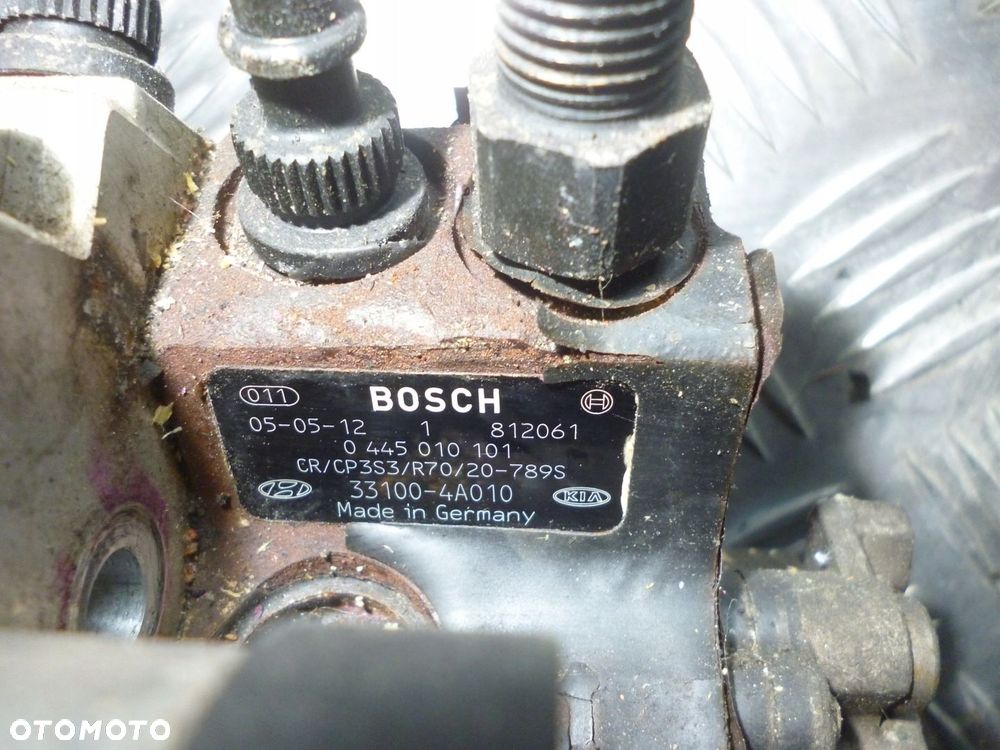 011 BOSCH
05-05-12 1 812061
0 445 010 101
CR/CP3S3/R70/20-789S
33100-4A010 KIA
Made in Germany
OTOMOTO